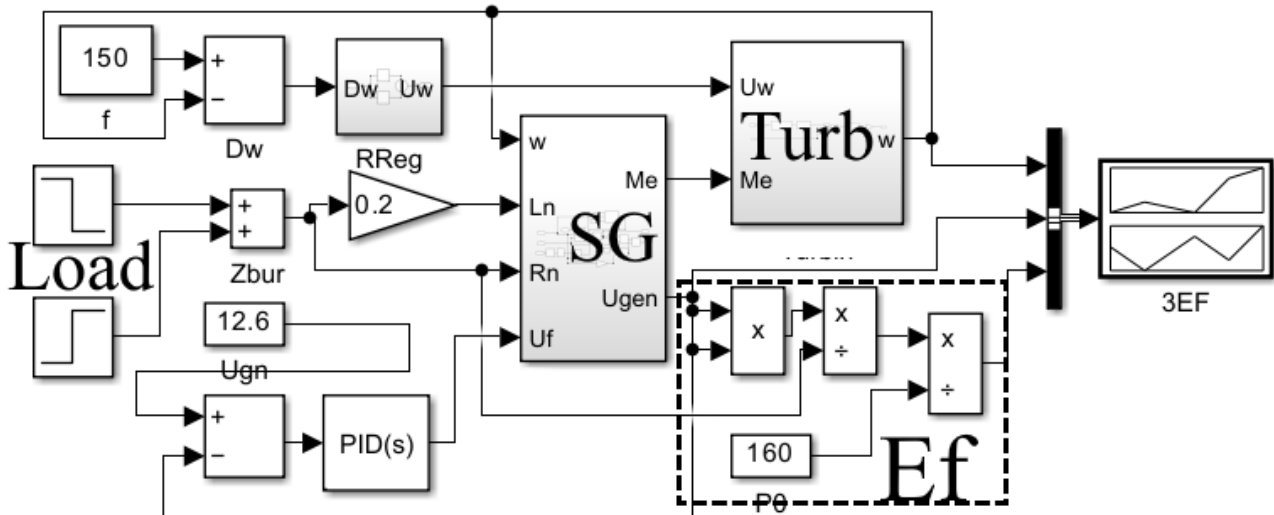 150
f
+
−
Dw
Dw Uw
RReg
Uw
Me
Turb
w
w
Ln
Rn
Uf
SG
Me
Ugen
0.2
Load
+
+
Zbur
12.6
Ugn
+
−
PID(s)
x
x
÷
x
÷
160
P0
Ef
3EF